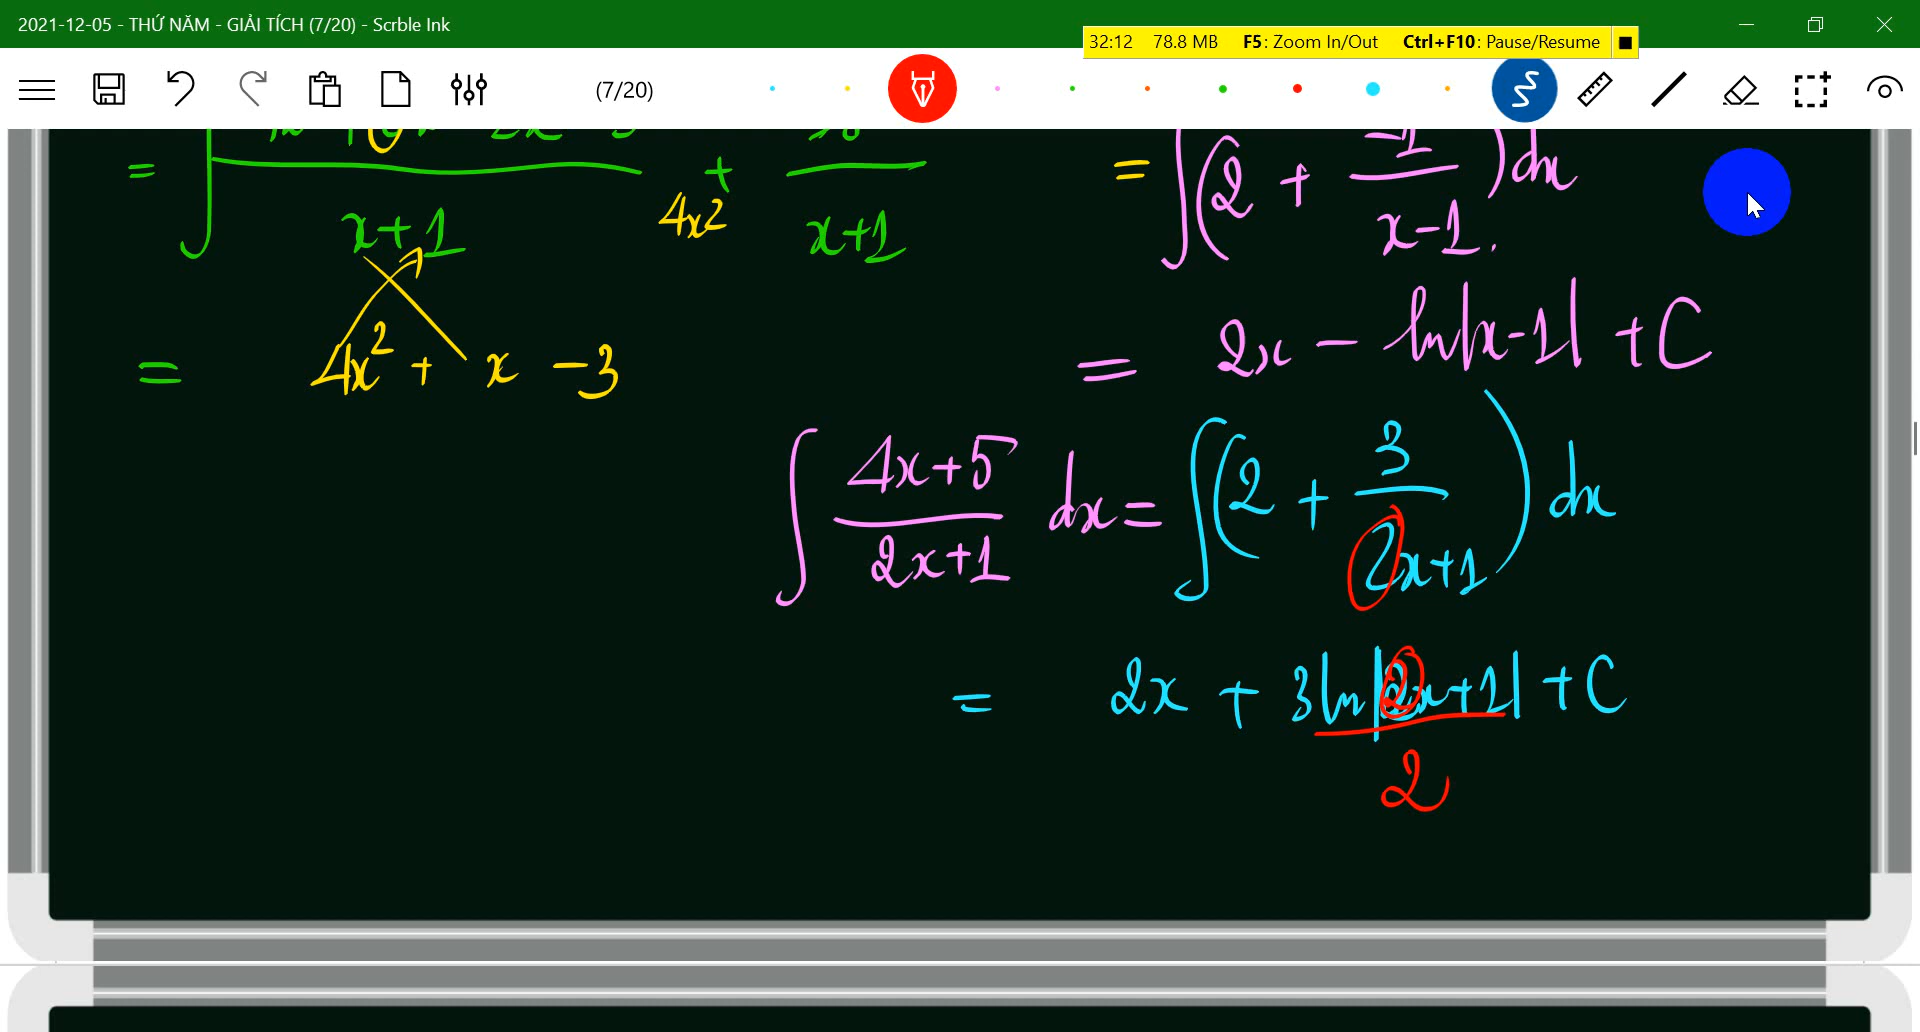 2021-12-05 - THỨ NĂM - GIẢI TÍCH (7/20) - Scrble Ink
32:12 78.8 MB F5: Zoom In/Out Ctrl+F10: Pause/Resume
(7/20)
= ∫ / x+1 + / x+1
4x2
= 4x² + x - 3
= ∫(2 + -1/(x-1))dx
= 2x - ln|x-1| + C
∫ (4x+5)/(2x+1) dx = ∫(2 + 3/(2x+1)) dx
= 2x + 3ln|2x+1|/2 + C